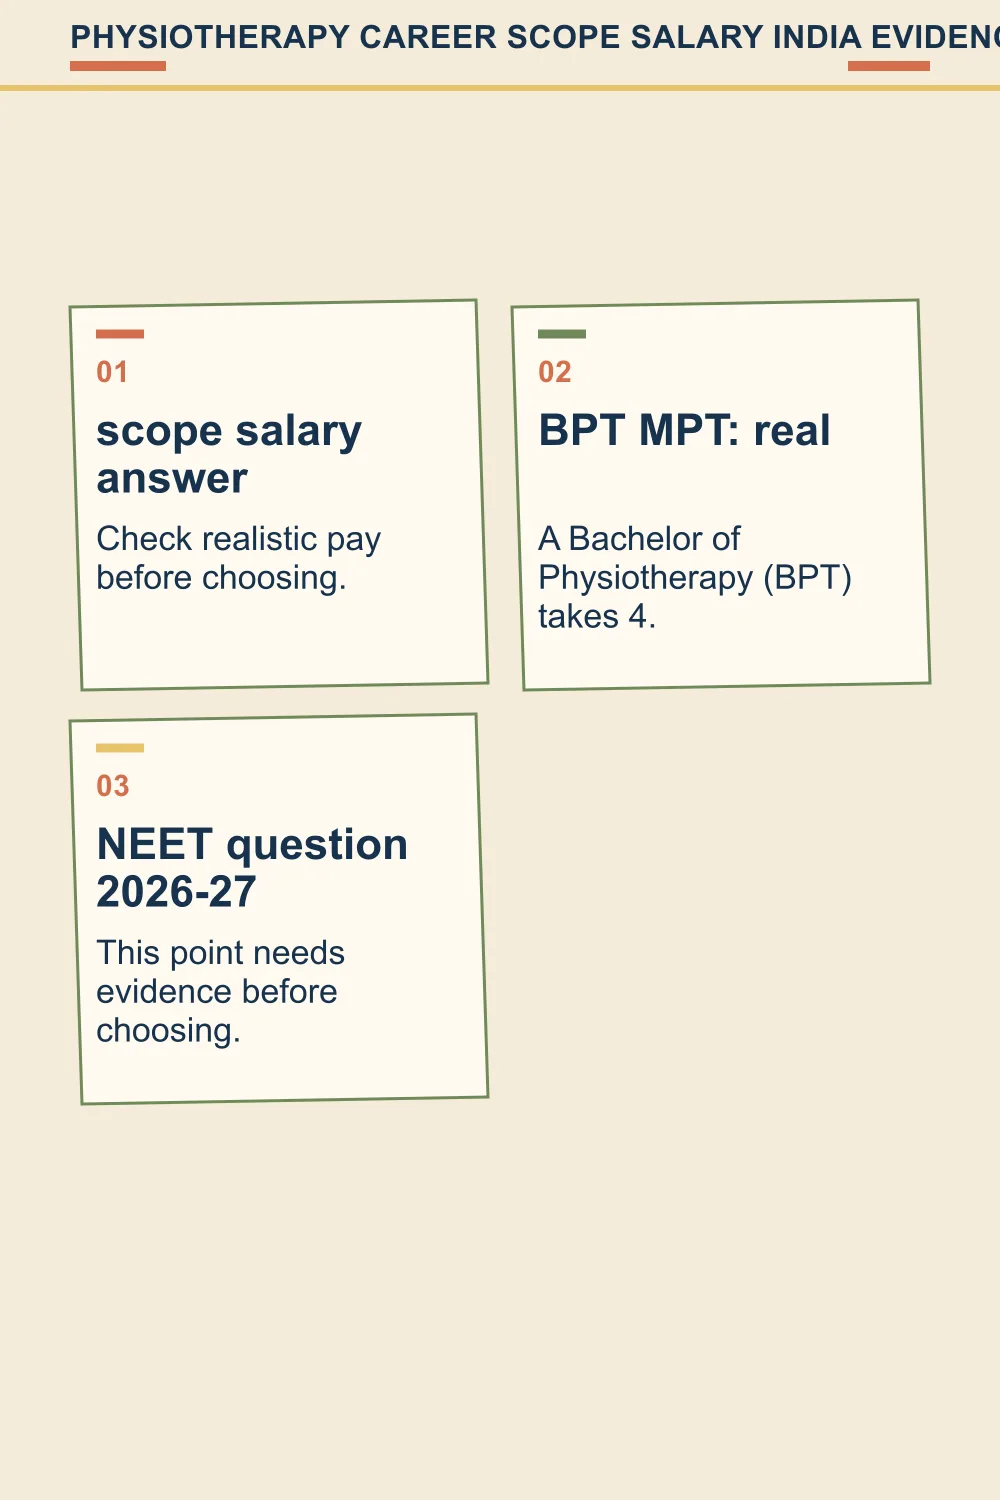 PHYSIOTHERAPY CAREER SCOPE SALARY INDIA
01
scope salary
answer
Check realistic pay
before choosing.
02
BPT MPT: real
A Bachelor of
Physiotherapy (BPT)
takes 4.
03
NEET question
2026-27
This point needs
evidence before
choosing.